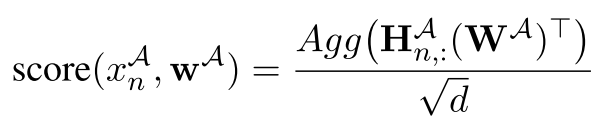 score(x_n^𝒜, w^𝒜) = Agg(H_{n,:}^𝒜 (W^𝒜)^⊤) / √d